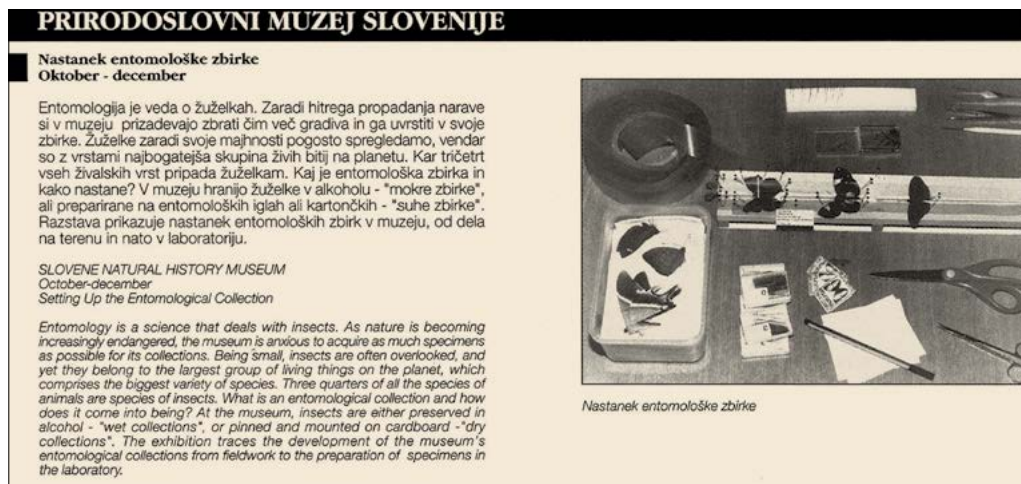 PRIRODOSLOVNI MUZEJ SLOVENIJE
Nastanek entomološke zbirke
Oktober - december
Entomologija je veda o žuželkah. Zaradi hitrega propadanja narave
si v muzeju prizadevajo zbrati čim več gradiva in ga uvrstiti v svoje
zbirke. Žuželke zaradi svoje majhnosti pogosto spregledamo, vendar
so z vrstami najbogatejša skupina živih bitij na planetu. Kar tričetrt
vseh živalskih vrst pripada žuželkam. Kaj je entomološka zbirka in
kako nastane? V muzeju hranijo žuželke v alkoholu - "mokre zbirke",
ali preparirane na entomoloških iglah ali kartončkih - "suhe zbirke".
Razstava prikazuje nastanek entomoloških zbirk v muzeju, od dela
na terenu in nato v laboratoriju.
SLOVENE NATURAL HISTORY MUSEUM
October-december
Setting Up the Entomological Collection
Entomology is a science that deals with insects. As nature is becoming
increasingly endangered, the museum is anxious to acquire as much specimens
as possible for its collections. Being small, insects are often overlooked, and
yet they belong to the largest group of living things on the planet, which
comprises the biggest variety of species. Three quarters of all the species of
animals are species of insects. What is an entomological collection and how
does it come into being? At the museum, insects are either preserved in
alcohol - "wet collections", or pinned and mounted on cardboard -"dry
collections". The exhibition traces the development of the museum's
entomological collections from fieldwork to the preparation of specimens in
the laboratory.
Nastanek entomološke zbirke